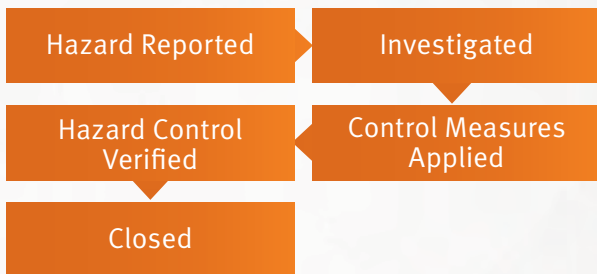 Hazard Reported
Investigated
Control Measures
Applied
Hazard Control
Verified
Closed